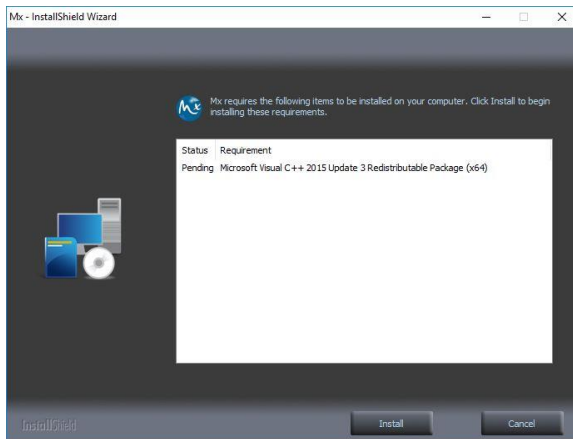 Mx - InstallShield Wizard
Mx
Mx requires the following items to be installed on your computer. Click Install to begin
installing these requirements.
Status Requirement
Pending Microsoft Visual C++ 2015 Update 3 Redistributable Package (x64)
InstallShield
Install Cancel